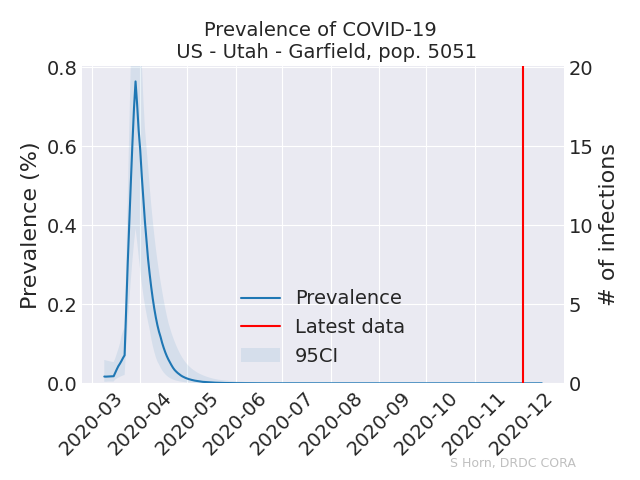 Prevalence of COVID-19
US - Utah - Garfield, pop. 5051
Prevalence (%)
0.8
0.6
0.4
0.2
0.0
20
15
10
5
0
# of infections
Prevalence
Latest data
95CI
2020-03
2020-04
2020-05
2020-06
2020-07
2020-08
2020-09
2020-10
2020-11
2020-12
S Horn, DRDC CORA